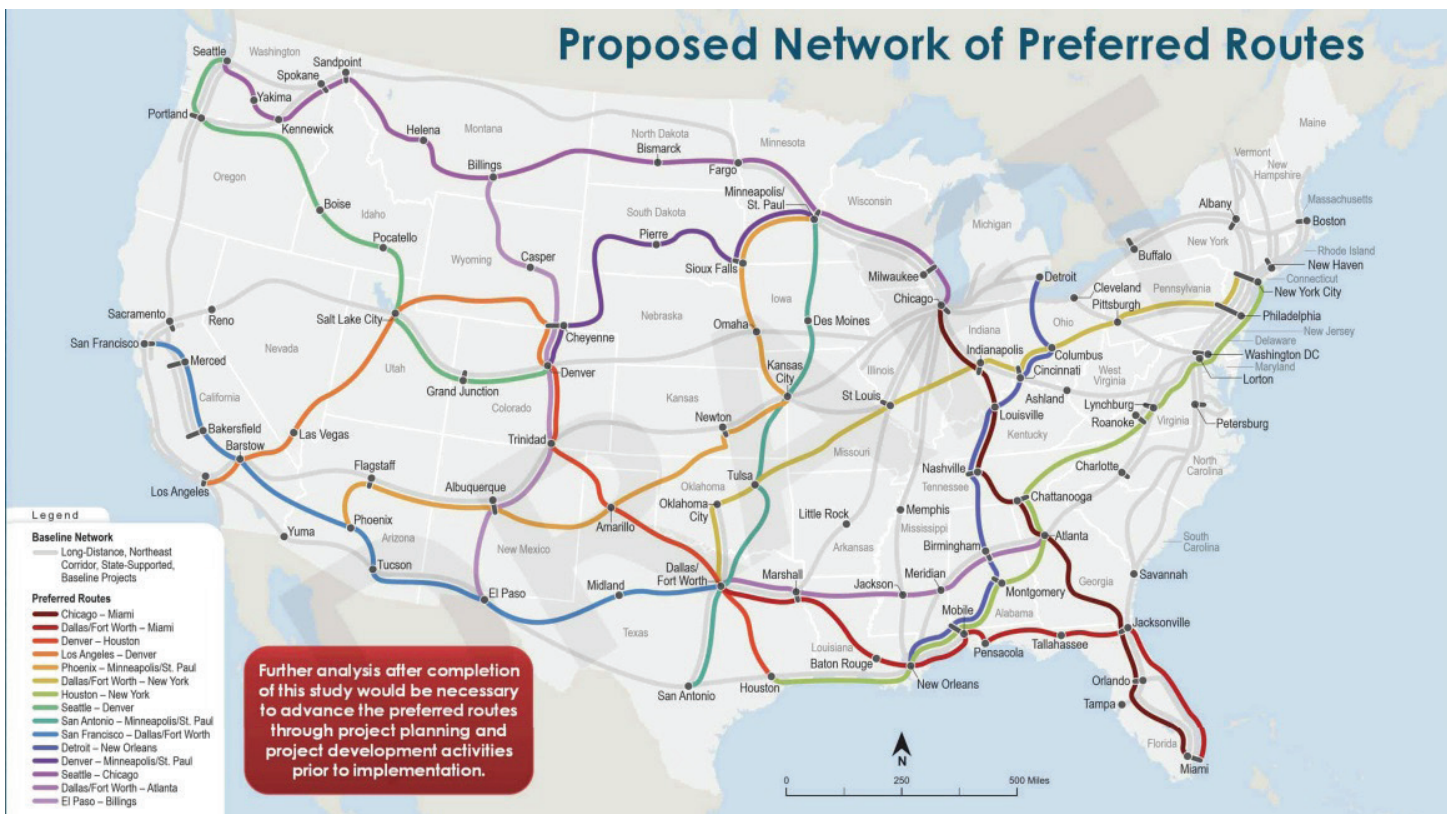 Proposed Network of Preferred Routes
Seattle
Washington
Spokane
Sandpoint
Yakima
Kennewick
Portland
Helena
Montana
Billings
North Dakota
Bismarck
Fargo
Minnesota
Maine
Vermont
New
Hampshire
Oregon
Boise
Idaho
Pocatello
Wyoming
Casper
South Dakota
Pierre
Sioux Falls
Minneapolis/
St. Paul
Wisconsin
Michigan
Milwaukee
Chicago
Detroit
Albany
New York
Buffalo
Massachusetts
Boston
Rhode Island
New Haven
Connecticut
New York City
Cleveland
Pittsburgh
Pennsylvania
Philadelphia
New Jersey
Delaware
Washington DC
Maryland
Lorton
Sacramento
Reno
San Francisco
Merced
Nevada
Salt Lake City
Utah
Grand Junction
Cheyenne
Denver
Colorado
Nebraska
Iowa
Omaha
Des Moines
Kansas
City
Kansas
Illinois
Indiana
Indianapolis
Ohio
Columbus
Cincinnati
West
Virginia
Ashland
Lynchburg
Roanoke
Virginia
Petersburg
California
Bakersfield
Barstow
Las Vegas
Los Angeles
Trinidad
Newton
St Louis
Missouri
Louisville
Kentucky
Nashville
Tennessee
Charlotte
North
Carolina
Flagstaff
Phoenix
Arizona
Yuma
Tucson
Albuquerque
New Mexico
Amarillo
Oklahoma
Tulsa
Oklahoma
City
Little Rock
Arkansas
Memphis
Mississippi
Chattanooga
Atlanta
South
Carolina
Birmingham
El Paso
Midland
Dallas/
Fort Worth
Marshall
Jackson
Meridian
Montgomery
Alabama
Georgia
Savannah
Texas
San Antonio
Houston
Louisiana
Baton Rouge
New Orleans
Mobile
Pensacola
Tallahassee
Jacksonville
Orlando
Tampa
Florida
Miami
Legend
Baseline Network
Long-Distance, Northeast
Corridor, State-Supported,
Baseline Projects
Preferred Routes
Chicago – Miami
Dallas/Fort Worth – Miami
Denver – Houston
Los Angeles – Denver
Phoenix – Minneapolis/St. Paul
Dallas/Fort Worth – New York
Houston – New York
Seattle – Denver
San Antonio – Minneapolis/St. Paul
San Francisco – Dallas/Fort Worth
Detroit – New Orleans
Denver – Minneapolis/St. Paul
Seattle – Chicago
Dallas/Fort Worth – Atlanta
El Paso – Billings
Further analysis after completion
of this study would be necessary
to advance the preferred routes
through project planning and
project development activities
prior to implementation.
N
0 250 500 Miles